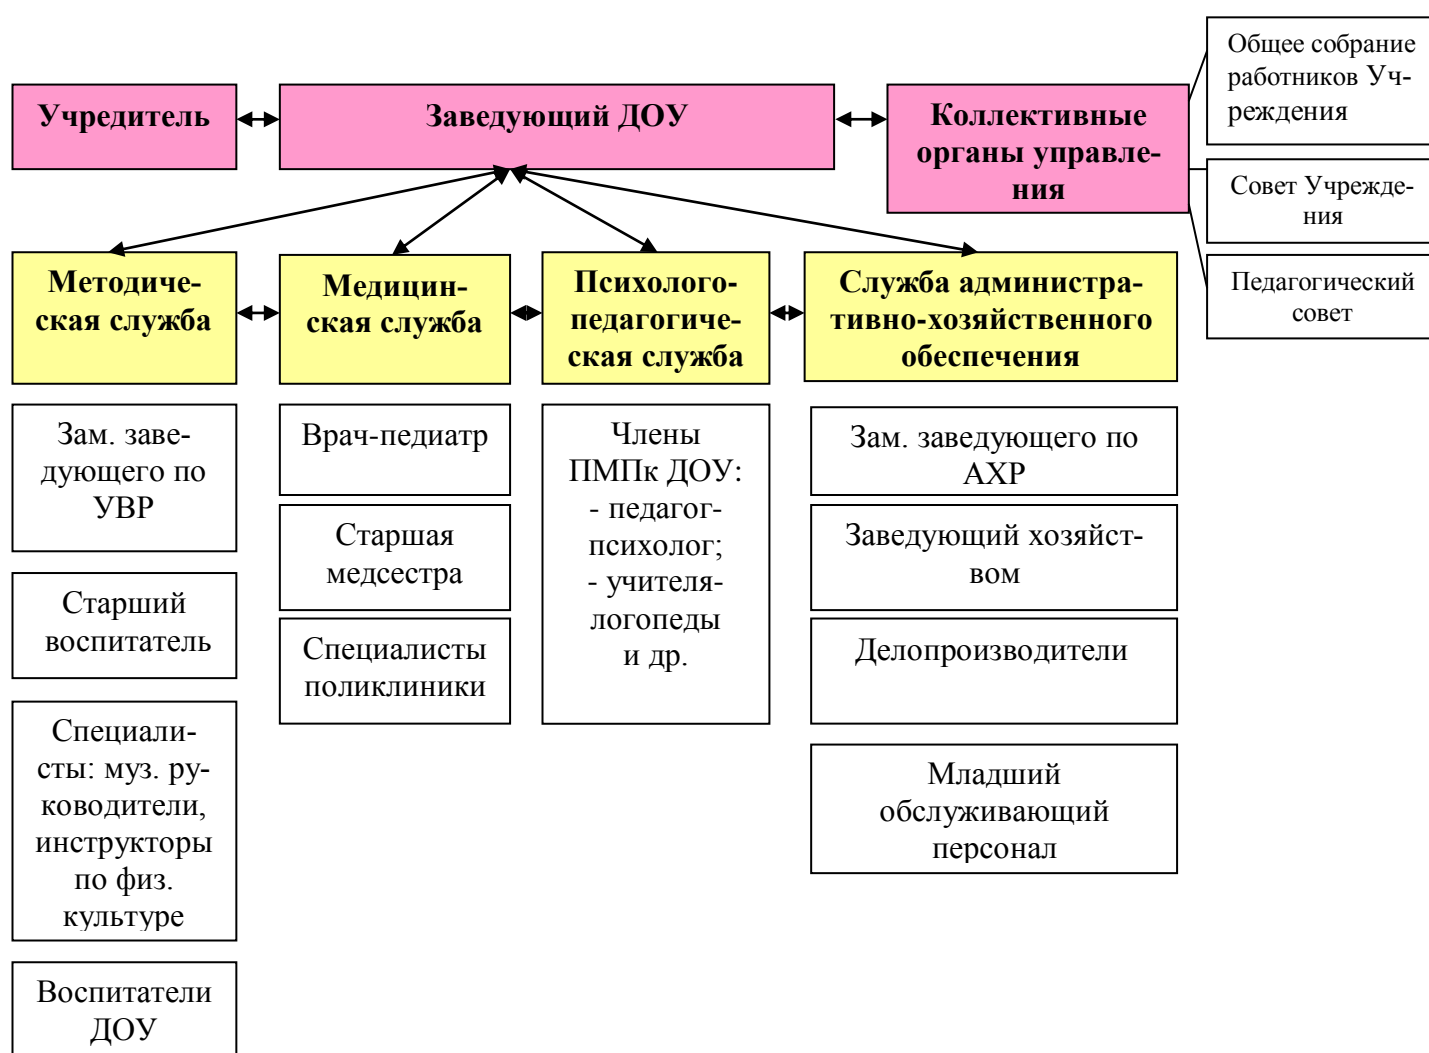 Общее собрание
работников Уч-
реждения
Учредитель
Заведующий ДОУ
Коллективные
органы управле-
ния
Совет Учрежде-
ния
Педагогический
совет
Методиче-
ская служба
Медицин-
ская служба
Психолого-
педагогиче-
ская служба
Служба администра-
тивно-хозяйственного
обеспечения
Зам. заве-
дующего по
УВР
Старший
воспитатель
Специали-
сты: муз. ру-
ководители,
инструкторы
по физ.
культуре
Воспитатели
ДОУ
Врач-педиатр
Старшая
медсестра
Специалисты
поликлиники
Члены
ПМПк ДОУ:
- педагог-
психолог;
- учителя-
логопеды
и др.
Зам. заведующего по
АХР
Заведующий хозяйст-
вом
Делопроизводители
Младший
обслуживающий
персонал